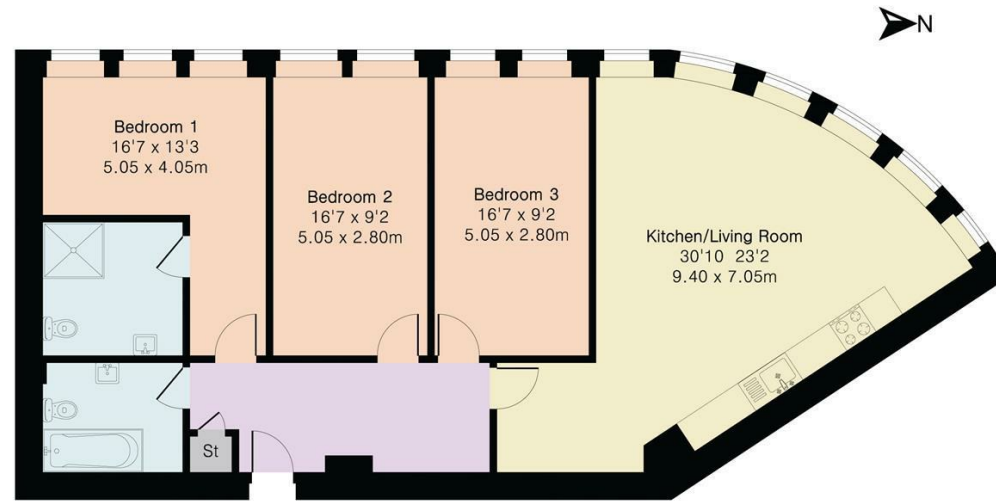 N
Bedroom 1
16'7 x 13'3
5.05 x 4.05m
Bedroom 2
16'7 x 9'2
5.05 x 2.80m
Bedroom 3
16'7 x 9'2
5.05 x 2.80m
Kitchen/Living Room
30'10 23'2
9.40 x 7.05m
St